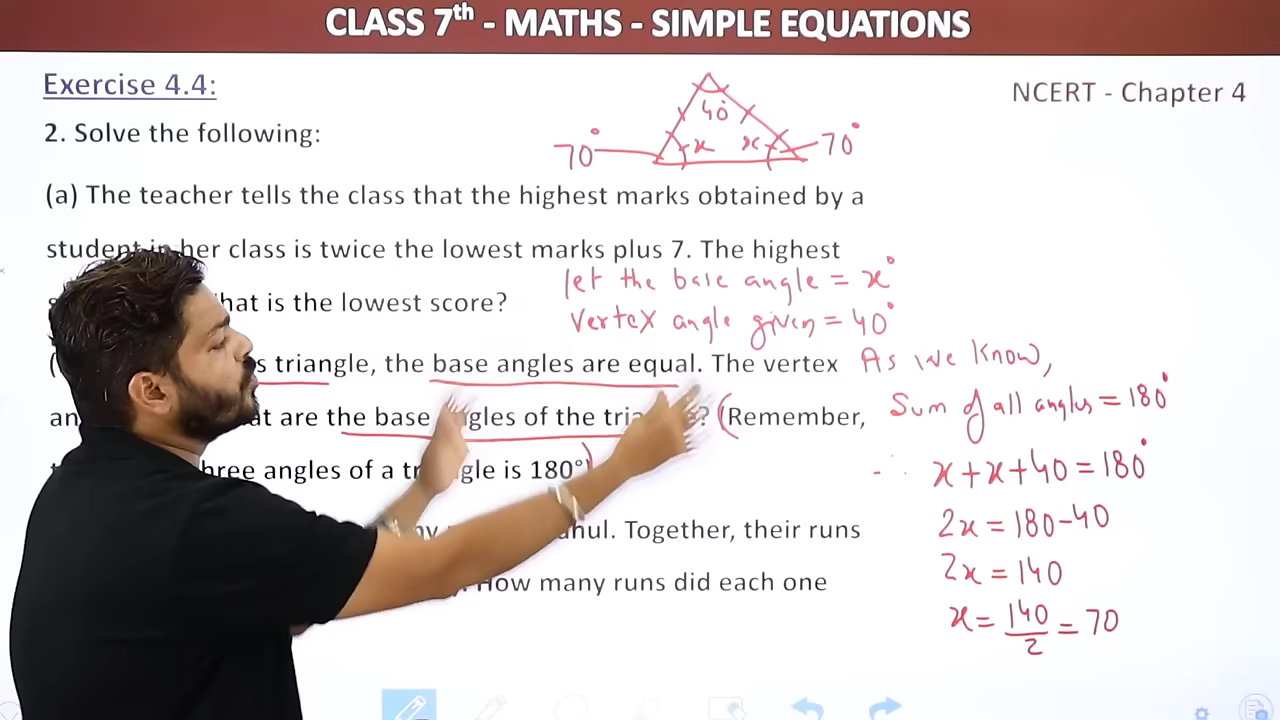 CLASS 7th - MATHS - SIMPLE EQUATIONS
Exercise 4.4:
NCERT - Chapter 4
2. Solve the following:
40°
x x
70° 70°
(a) The teacher tells the class that the highest marks obtained by a
student in her class is twice the lowest marks plus 7. The highest
let the base angle = x°
hat is the lowest score?
Vertex angle given = 40°
s triangle, the base angles are equal. The vertex
As we know,
at are the base angles of the ? (Remember,
Sum of all angles = 180°
hree angles of a triangle is 180°)
∴ x+x+40=180°
2x = 180-40
hul. Together, their runs
2x = 140
How many runs did each one
x = 140/2 = 70